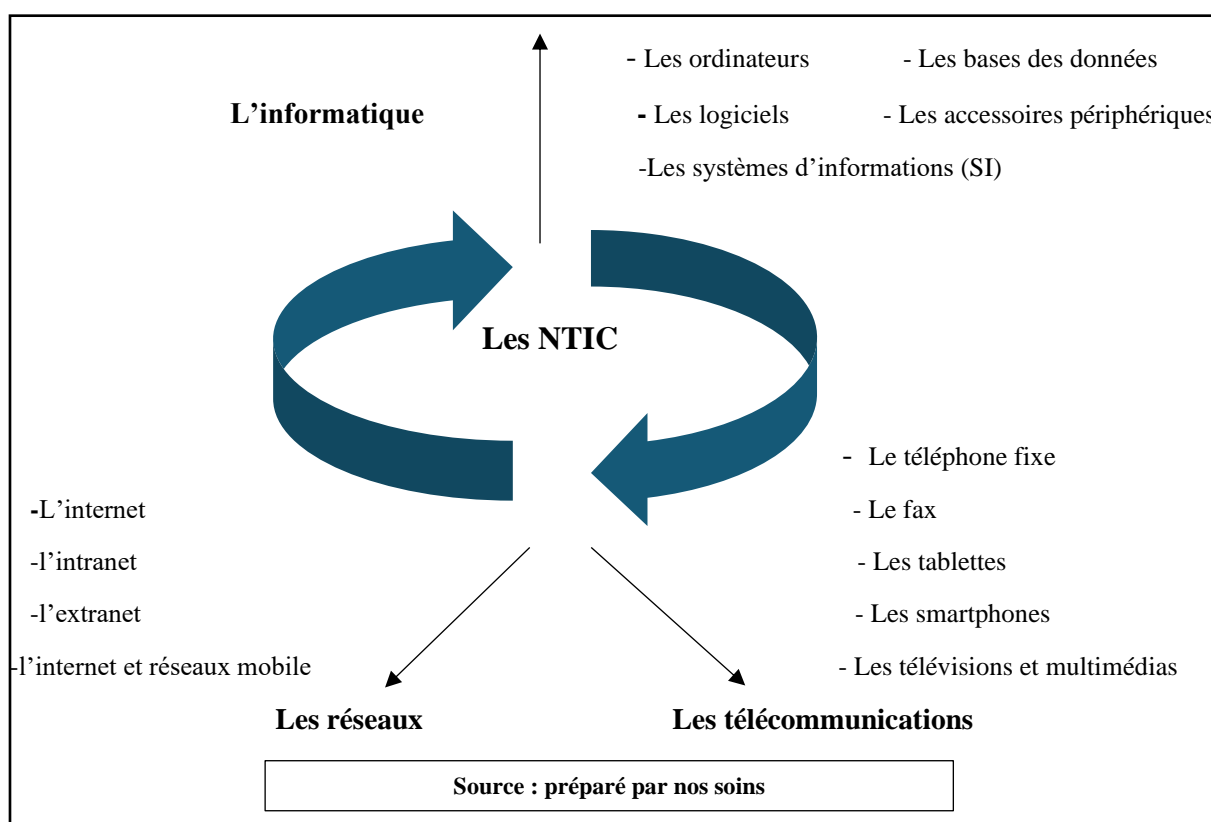 - Les ordinateurs - Les bases des données
L’informatique
- Les logiciels - Les accessoires périphériques
-Les systèmes d’informations (SI)
Les NTIC
- Le téléphone fixe
-L’internet
- Le fax
-l’intranet
- Les tablettes
-l’extranet
- Les smartphones
-l’internet et réseaux mobile
- Les télévisions et multimédias
Les réseaux
Les télécommunications
Source : préparé par nos soins